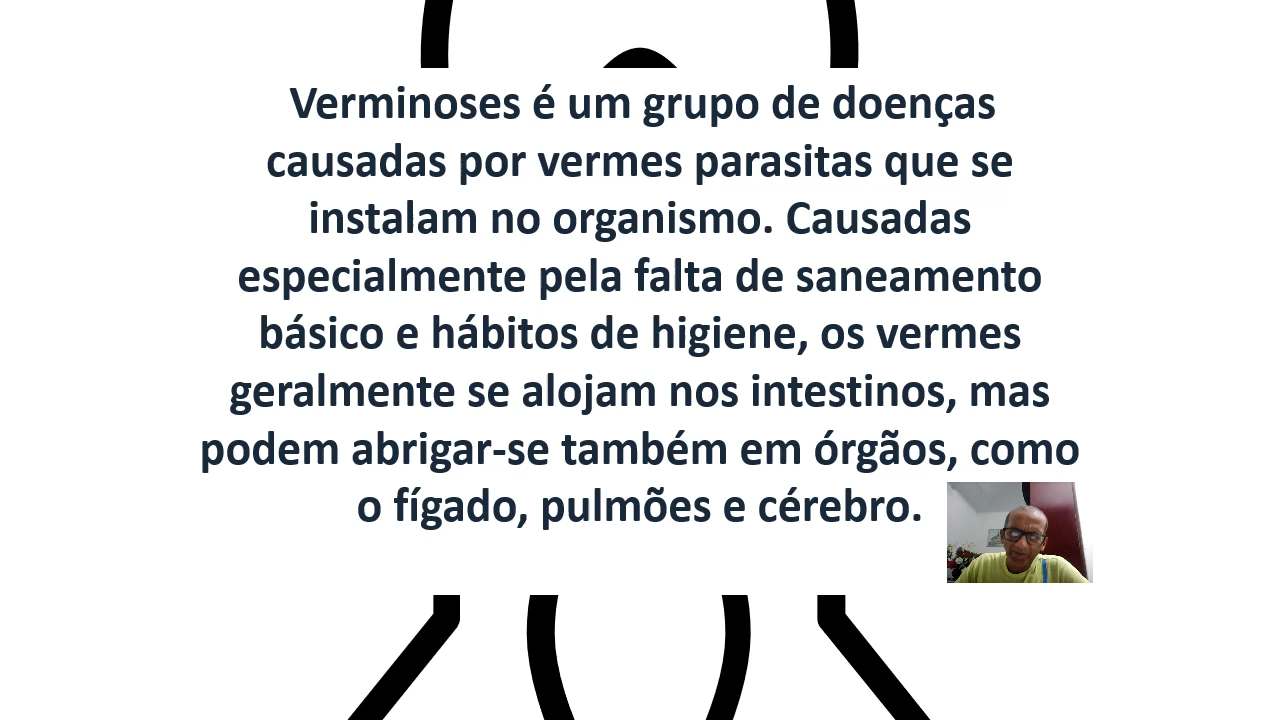 Verminoses é um grupo de doenças
causadas por vermes parasitas que se
instalam no organismo. Causadas
especialmente pela falta de saneamento
básico e hábitos de higiene, os vermes
geralmente se alojam nos intestinos, mas
podem abrigar-se também em órgãos, como
o fígado, pulmões e cérebro.